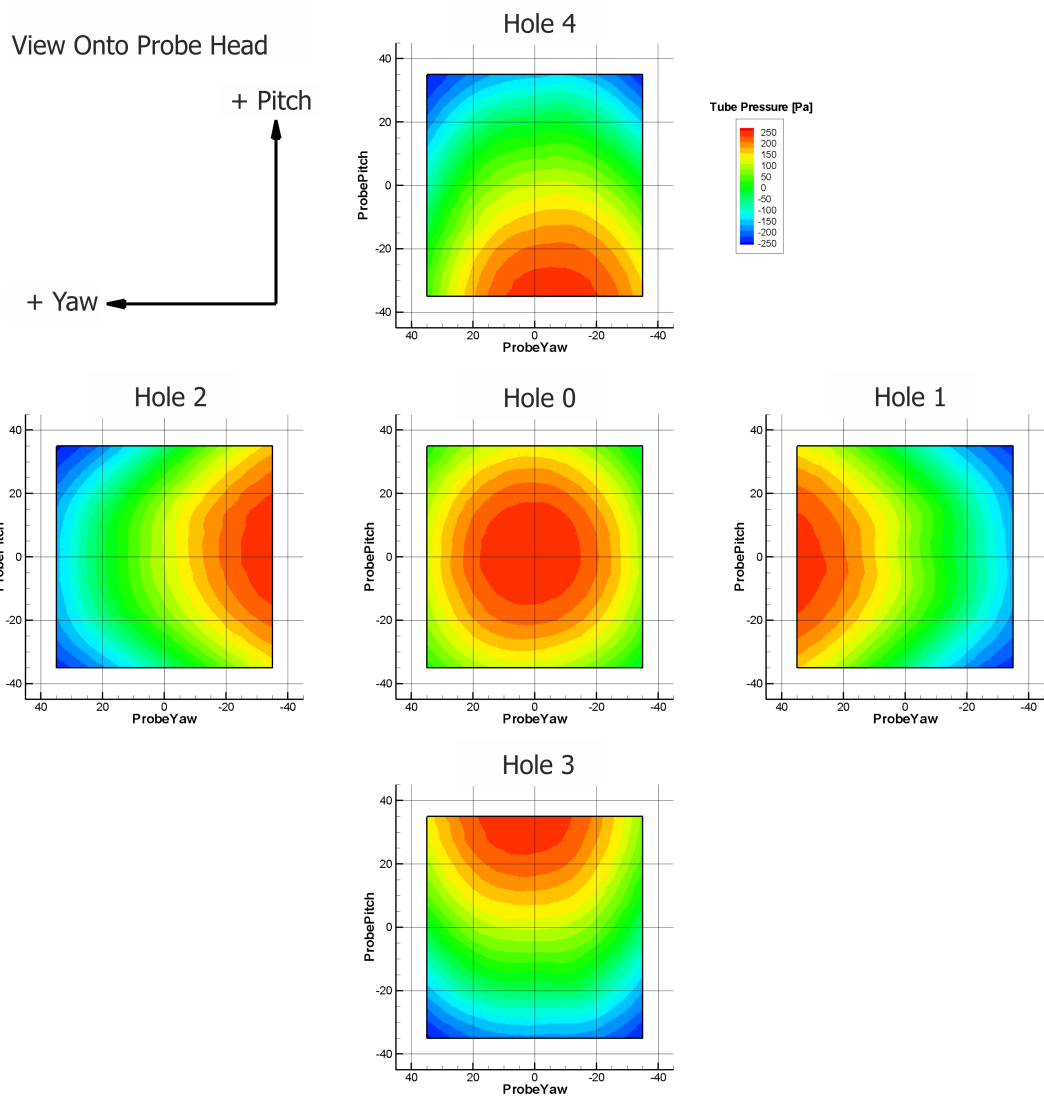 Hole 4
View Onto Probe Head
+ Pitch
+ Yaw
40
20
0
-20
-40
ProbePitch
40 20 0 -20 -40
ProbeYaw
Tube Pressure [Pa]
250
200
150
100
50
0
-50
-100
-150
-200
-250
Hole 2
40
20
0
-20
-40
40 20 0 -20 -40
ProbeYaw
Hole 0
40
20
0
-20
-40
ProbePitch
40 20 0 -20 -40
ProbeYaw
Hole 1
40
20
0
-20
-40
ProbePitch
40 20 0 -20 -40
ProbeYaw
Hole 3
40
20
0
-20
-40
ProbePitch
40 20 0 -20 -40
ProbeYaw